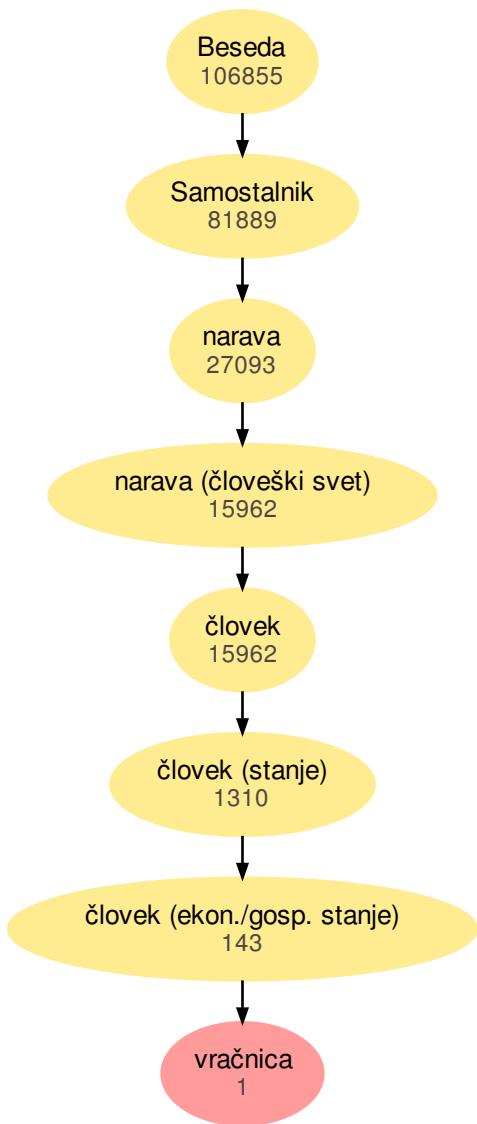 Beseda
106855
Samostalnik
81889
narava
27093
narava (človeški svet)
15962
človek
15962
človek (stanje)
1310
človek (ekon./gosp. stanje)
143
vračnica
1